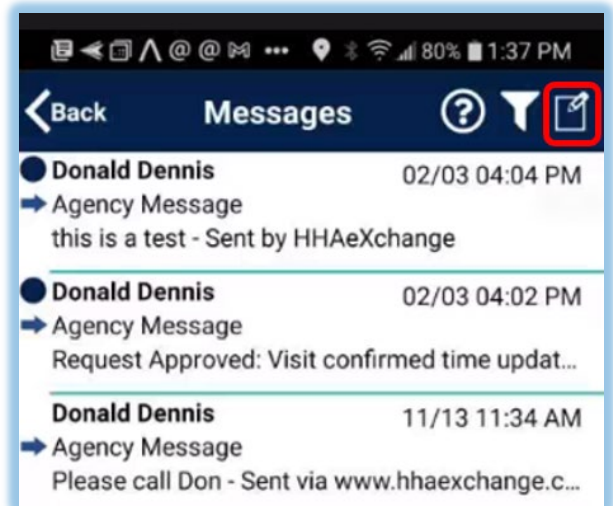 80% 1:37 PM
Back Messages ?
Donald Dennis 02/03 04:04 PM
Agency Message
this is a test - Sent by HHAeXchange
Donald Dennis 02/03 04:02 PM
Agency Message
Request Approved: Visit confirmed time updat...
Donald Dennis 11/13 11:34 AM
Agency Message
Please call Don - Sent via www.hhaexchange.c...